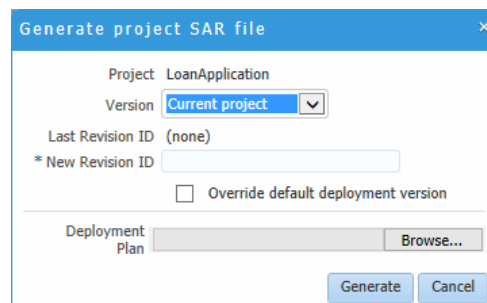 Generate project SAR file ×
Project LoanApplication
Version Current project
Last Revision ID (none)
* New Revision ID
Override default deployment version
Deployment
Plan
Browse...
Generate Cancel